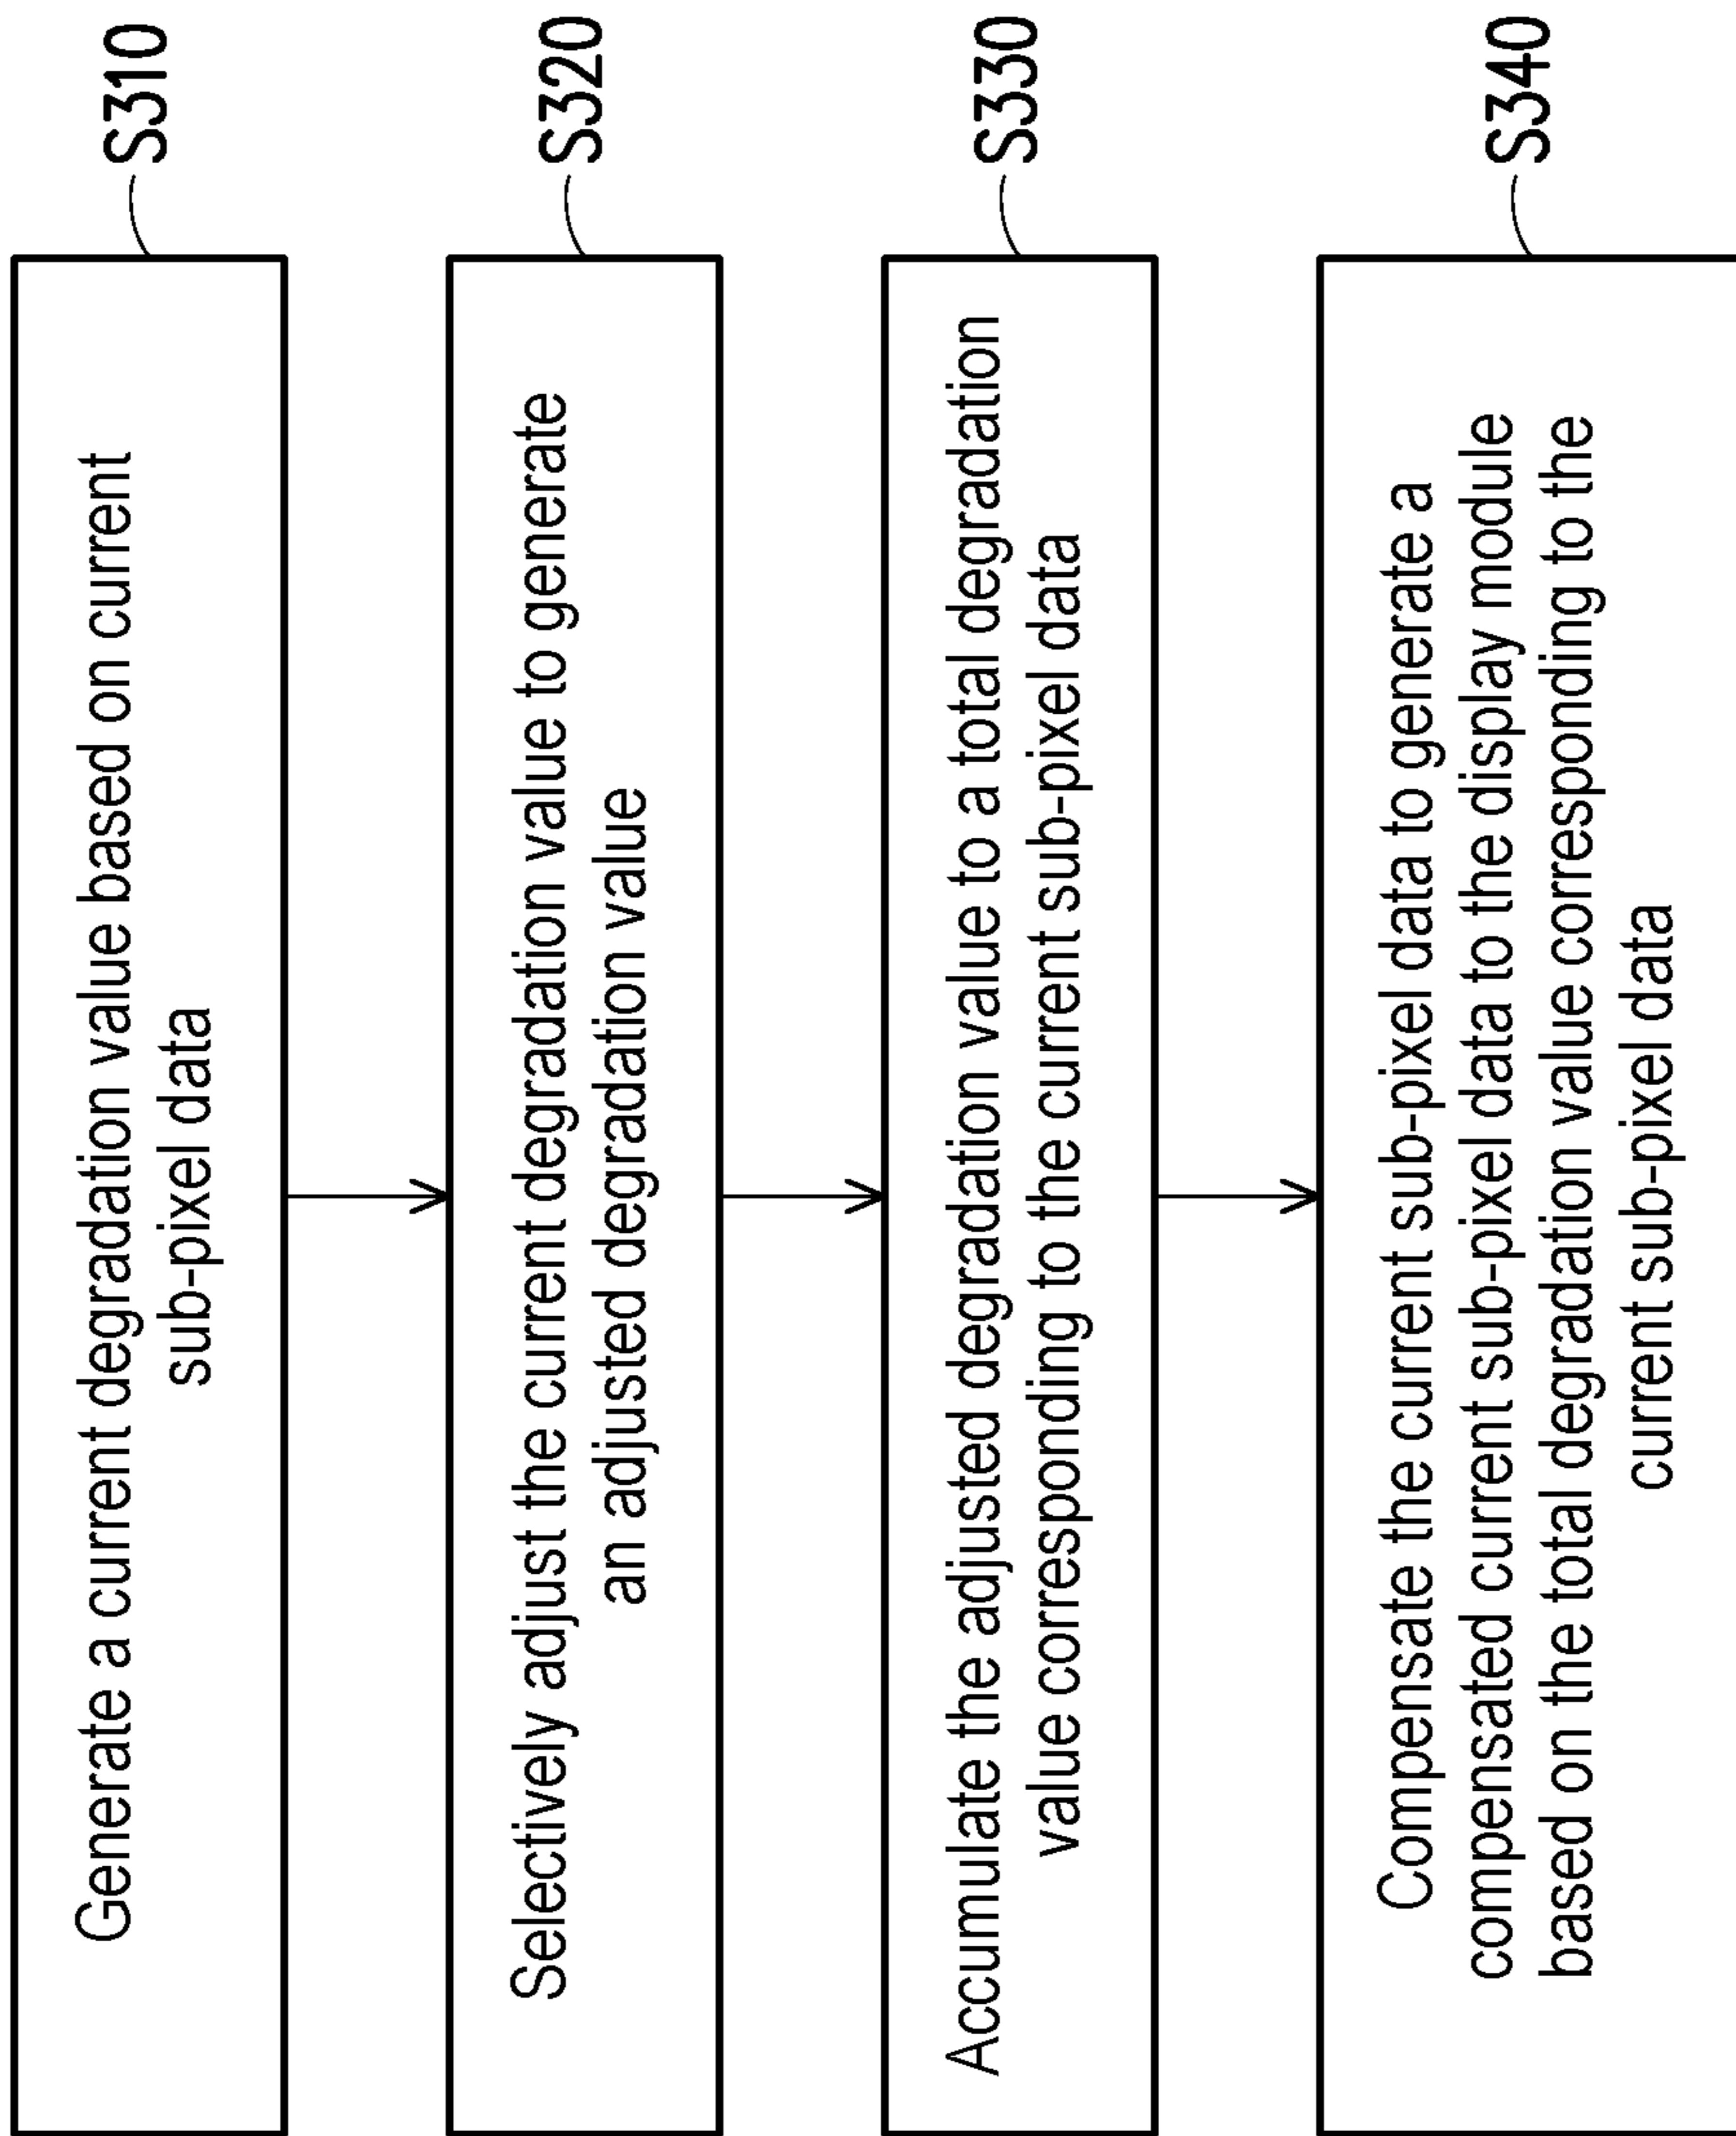 Generate a current degradation value based on current
sub-pixel data
S310
Selectively adjust the current degradation value to generate
an adjusted degradation value
S320
Accumulate the adjusted degradation value to a total degradation
value corresponding to the current sub-pixel data
S330
Compensate the current sub-pixel data to generate a
compensated current sub-pixel data to the display module
based on the total degradation value corresponding to the
current sub-pixel data
S340